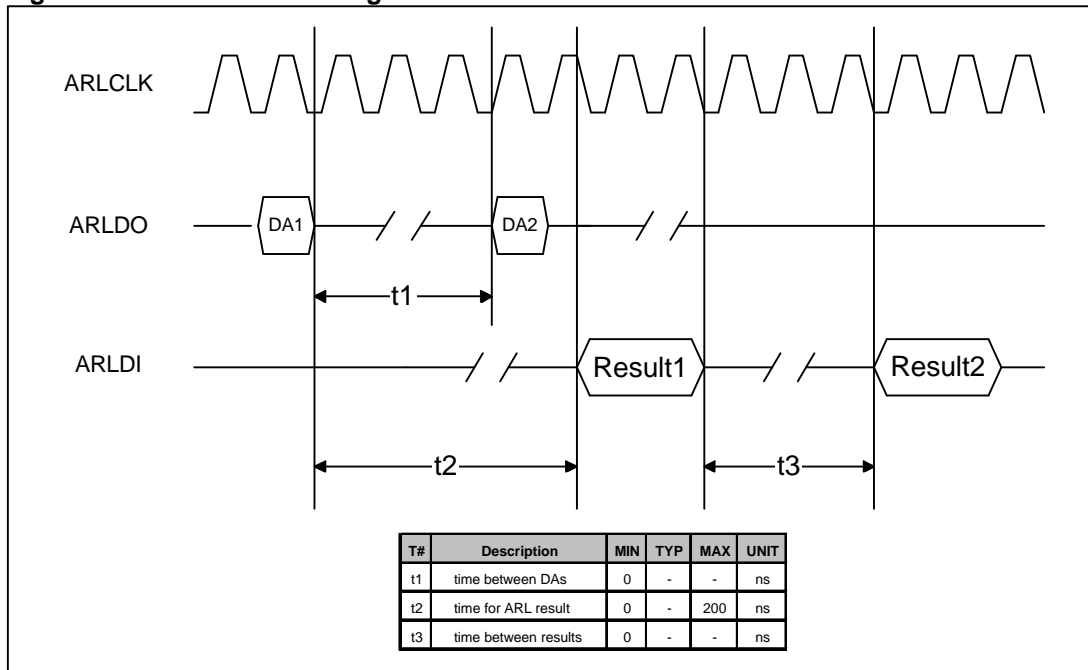 ARLCLK
ARLDO
DA1
DA2
t1
ARLDI
Result1
Result2
t2
t3
T# Description MIN TYP MAX UNIT
t1 time between DAs 0 - - ns
t2 time for ARL result 0 - 200 ns
t3 time between results 0 - - ns